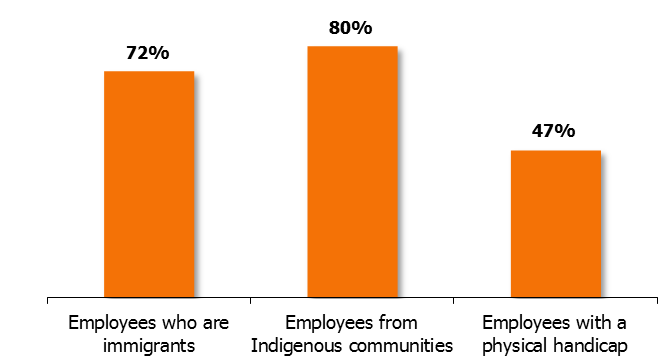 72%
80%
47%
Employees who are
immigrants
Employees from
Indigenous communities
Employees with a
physical handicap